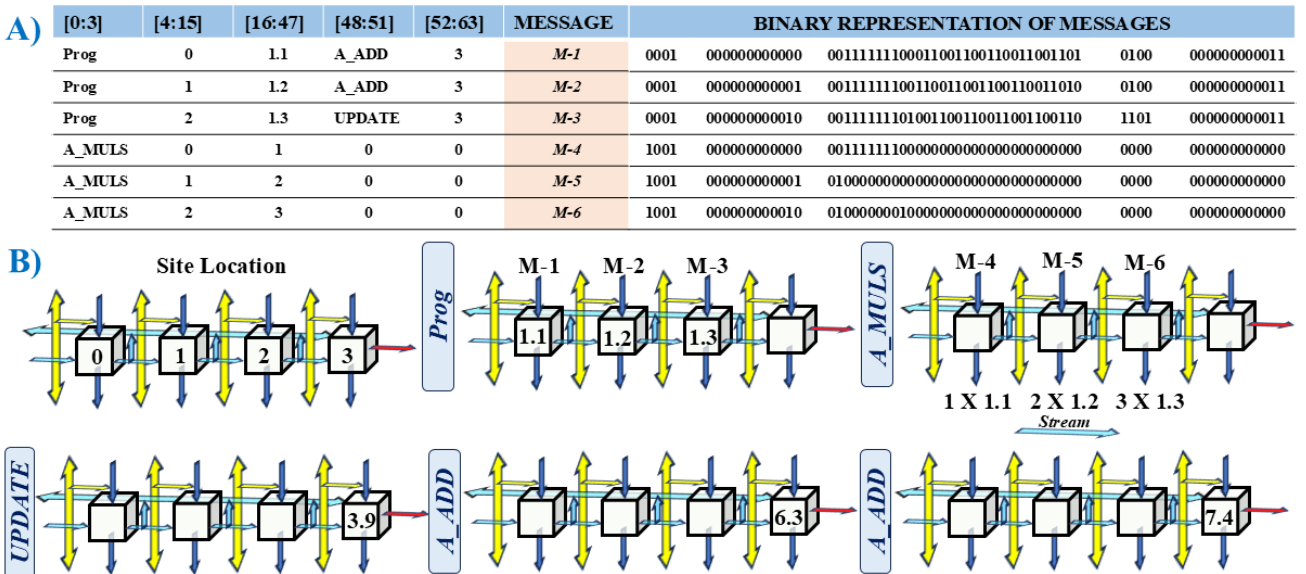 A)
[0:3] [4:15] [16:47] [48:51] [52:63] MESSAGE BINARY REPRESENTATION OF MESSAGES
Prog 0 1.1 A_ADD 3 M-1 0001 000000000000 00111111100011001100110011001101 0100 000000000011
Prog 1 1.2 A_ADD 3 M-2 0001 000000000001 00111111100110011001100110011010 0100 000000000011
Prog 2 1.3 UPDATE 3 M-3 0001 000000000010 00111111101001100110011001100110 1101 000000000011
A_MULS 0 1 0 0 M-4 1001 000000000000 00111111100000000000000000000000 0000 000000000000
A_MULS 1 2 0 0 M-5 1001 000000000001 01000000000000000000000000000000 0000 000000000000
A_MULS 2 3 0 0 M-6 1001 000000000010 01000000010000000000000000000000 0000 000000000000
B)
Site Location
0 1 2 3
Prog
M-1 M-2 M-3
1.1 1.2 1.3
A_MULS
M-4 M-5 M-6
1 X 1.1 2 X 1.2 3 X 1.3
Stream
UPDATE
3.9
A_ADD
6.3
A_ADD
7.4